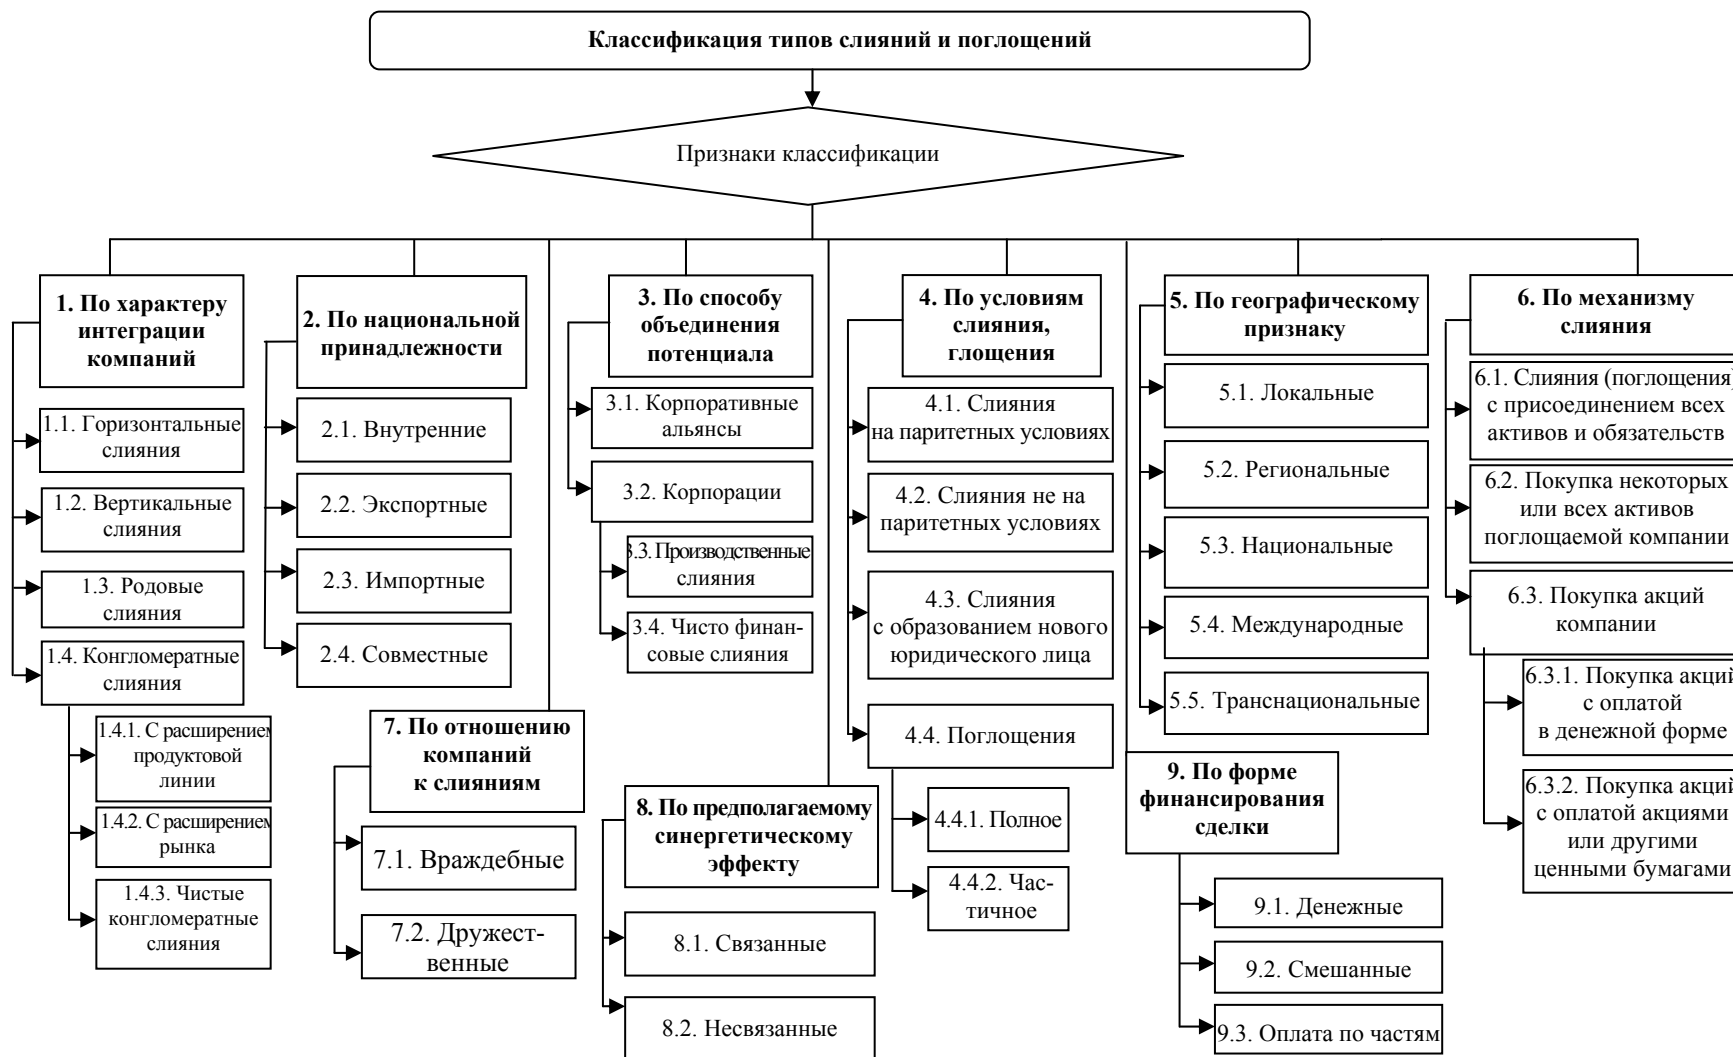 Классификация типов слияний и поглощений
Признаки классификации
1. По характеру
интеграции
компаний
1.1. Горизонтальные
слияния
1.2. Вертикальные
слияния
1.3. Родовые
слияния
1.4. Конгломератные
слияния
1.4.1. С расширением
продуктовой
линии
1.4.2. С расширением
рынка
1.4.3. Чистые
конгломератные
слияния
2. По национальной
принадлежности
2.1. Внутренние
2.2. Экспортные
2.3. Импортные
2.4. Совместные
3. По способу
объединения
потенциала
3.1. Корпоративные
альянсы
3.2. Корпорации
3.3. Производственные
слияния
3.4. Чисто финан-
совые слияния
4. По условиям
слияния,
глощения
4.1. Слияния
на паритетных условиях
4.2. Слияния не на
паритетных условиях
4.3. Слияния
с образованием нового
юридического лица
4.4. Поглощения
4.4.1. Полное
4.4.2. Час-
тичное
5. По географическому
признаку
5.1. Локальные
5.2. Региональные
5.3. Национальные
5.4. Международные
5.5. Транснациональные
6. По механизму
слияния
6.1. Слияния (поглощения)
с присоединением всех
активов и обязательств
6.2. Покупка некоторых
или всех активов
поглощаемой компании
6.3. Покупка акций
компании
6.3.1. Покупка акций
с оплатой
в денежной форме
6.3.2. Покупка акций
с оплатой акциями
или другими
ценными бумагами
7. По отношению
компаний
к слияниям
7.1. Враждебные
7.2. Дружест-
венные
8. По предполагаемому
синергетическому
эффекту
8.1. Связанные
8.2. Несвязанные
9. По форме
финансирования
сделки
9.1. Денежные
9.2. Смешанные
9.3. Оплата по частям